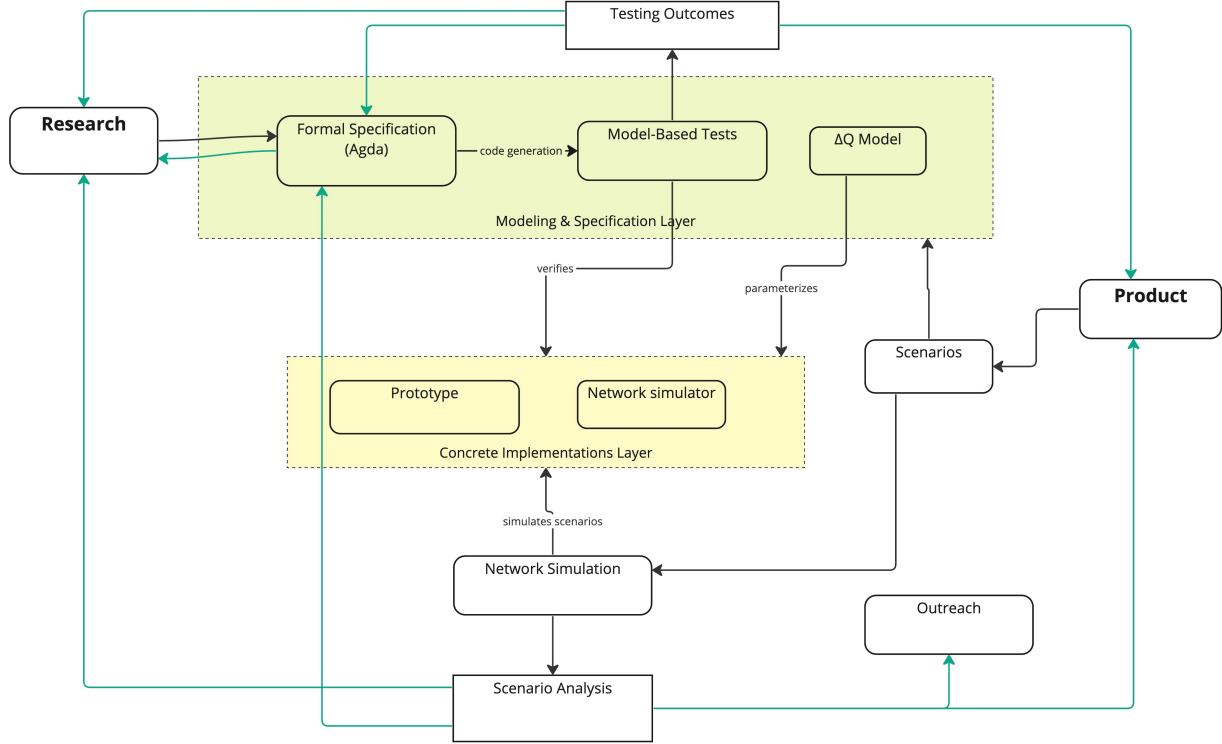 Testing Outcomes
Research
Formal Specification
(Agda)
code generation
Model-Based Tests
ΔQ Model
Modeling & Specification Layer
verifies
parameterizes
Product
Scenarios
Prototype
Network simulator
Concrete Implementations Layer
simulates scenarios
Network Simulation
Outreach
Scenario Analysis